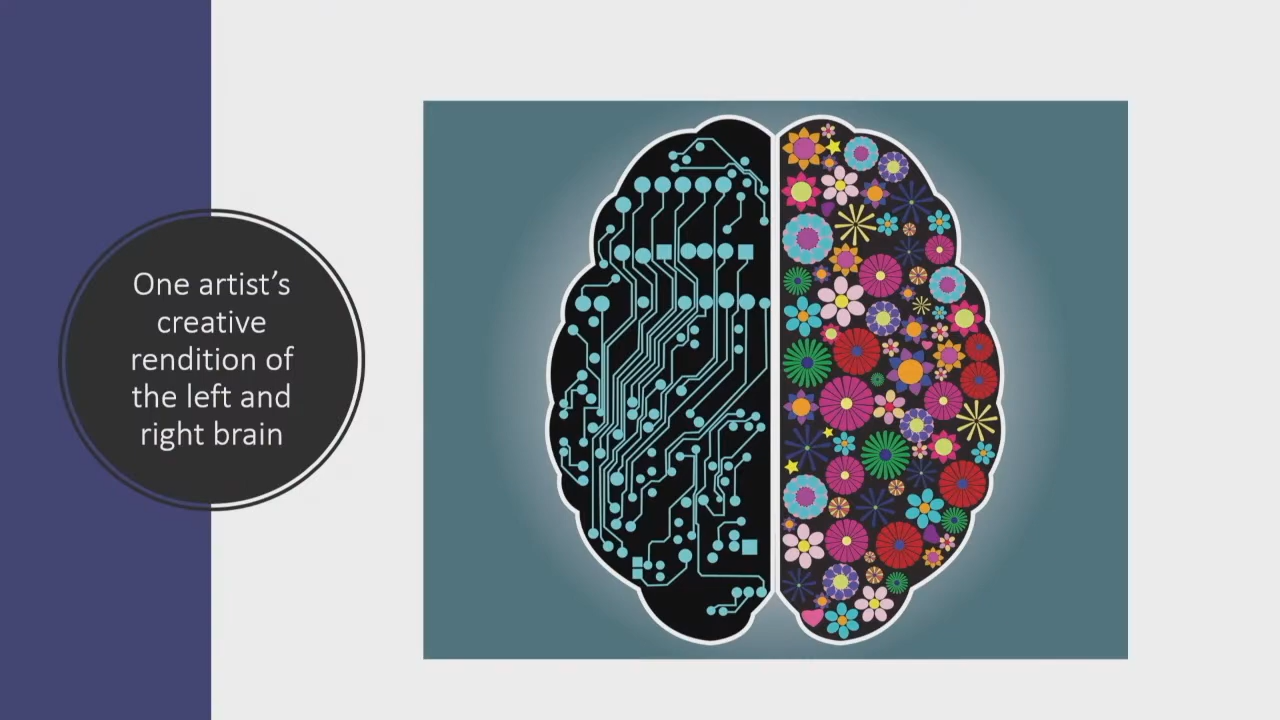 One artist’s
creative
rendition of
the left and
right brain